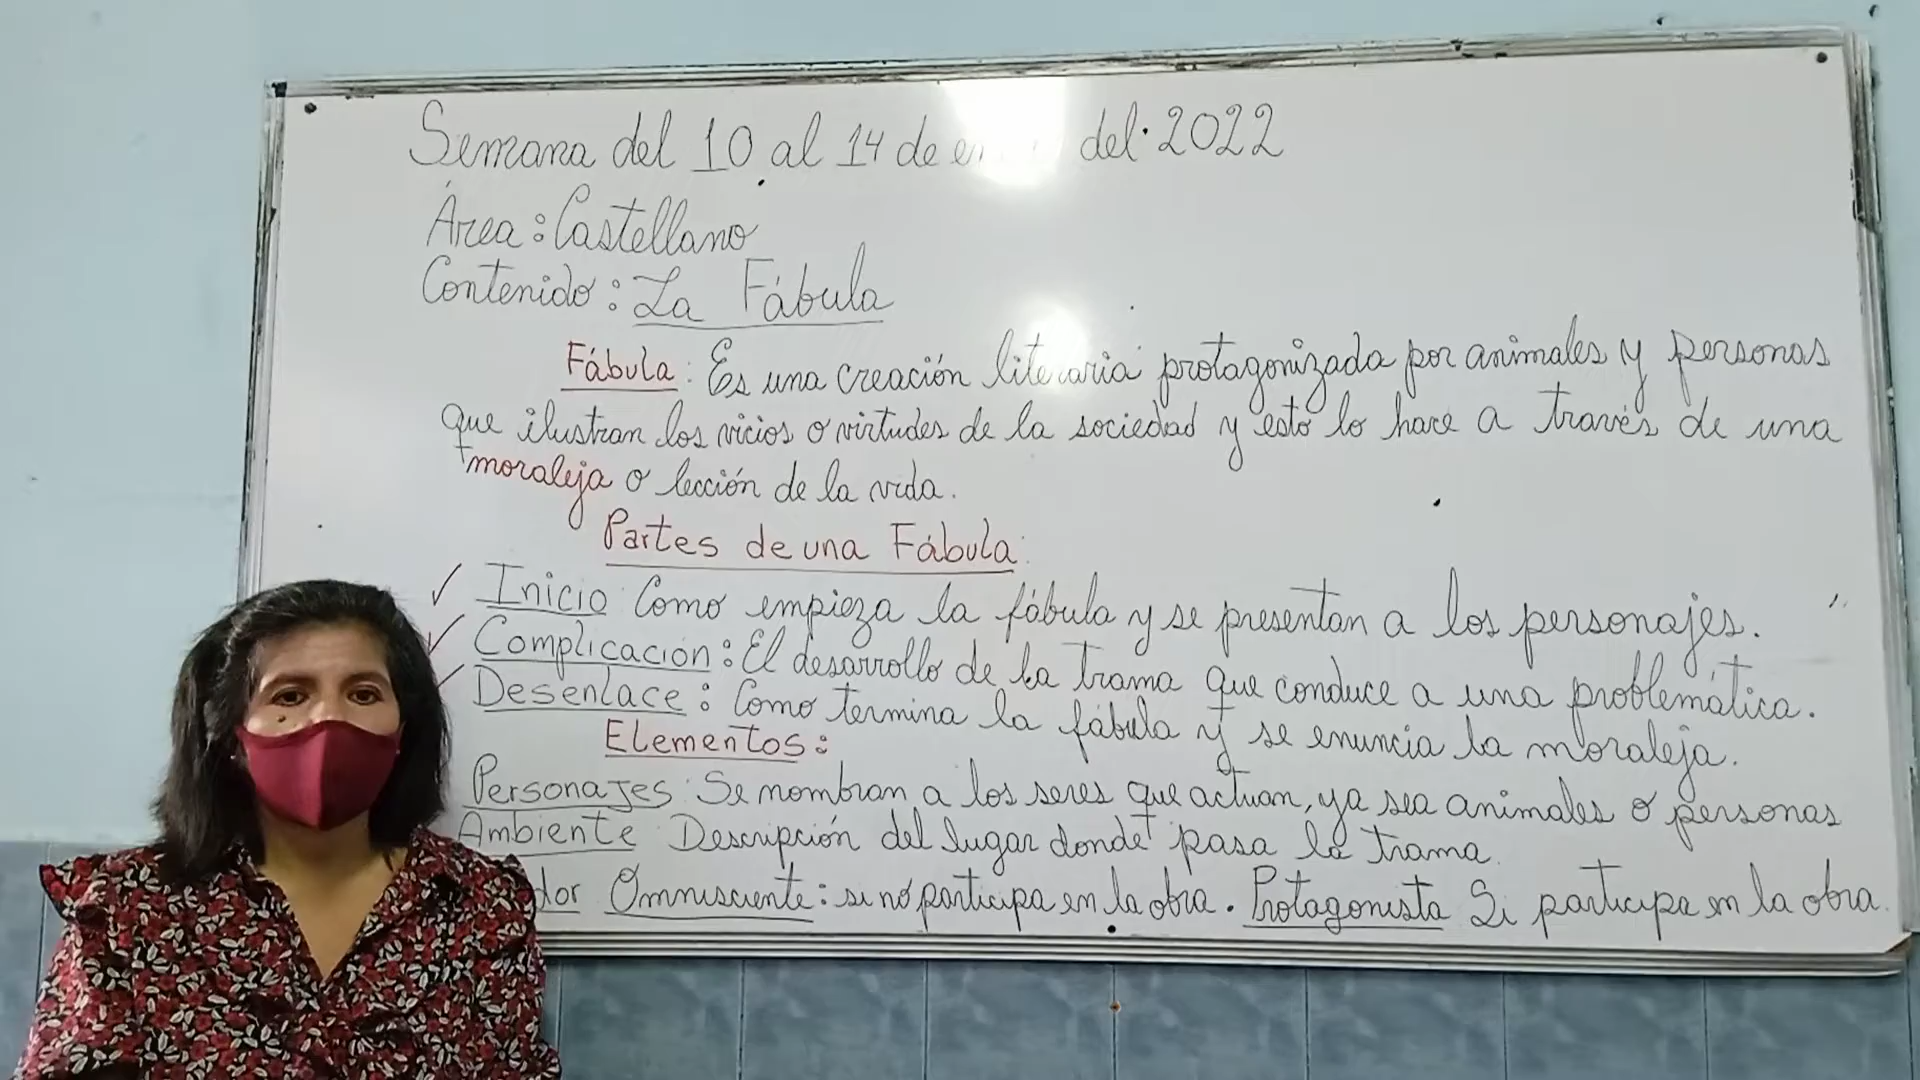 Semana del 10 al 14 de del 2022
Área: Castellano
Contenido: La Fábula
Fábula: Es una creación literaria protagonizada por animales y personas
que ilustran los vicios o virtudes de la sociedad y esto lo hace a través de una
moraleja o lección de la vida.
Partes de una Fábula:
Inicio Como empieza la fábula y se presentan a los personajes.
Complicación: El desarrollo de la trama que conduce a una problemática.
Desenlace: Como termina la fábula y se enuncia la moraleja.
Elementos:
Personajes: Se nombran a los seres que actuan, ya sea animales o personas
Ambiente Descripción del lugar donde pasa la trama.
Omnisciente: si no participa en la obra. Protagonista Si participa en la obra.